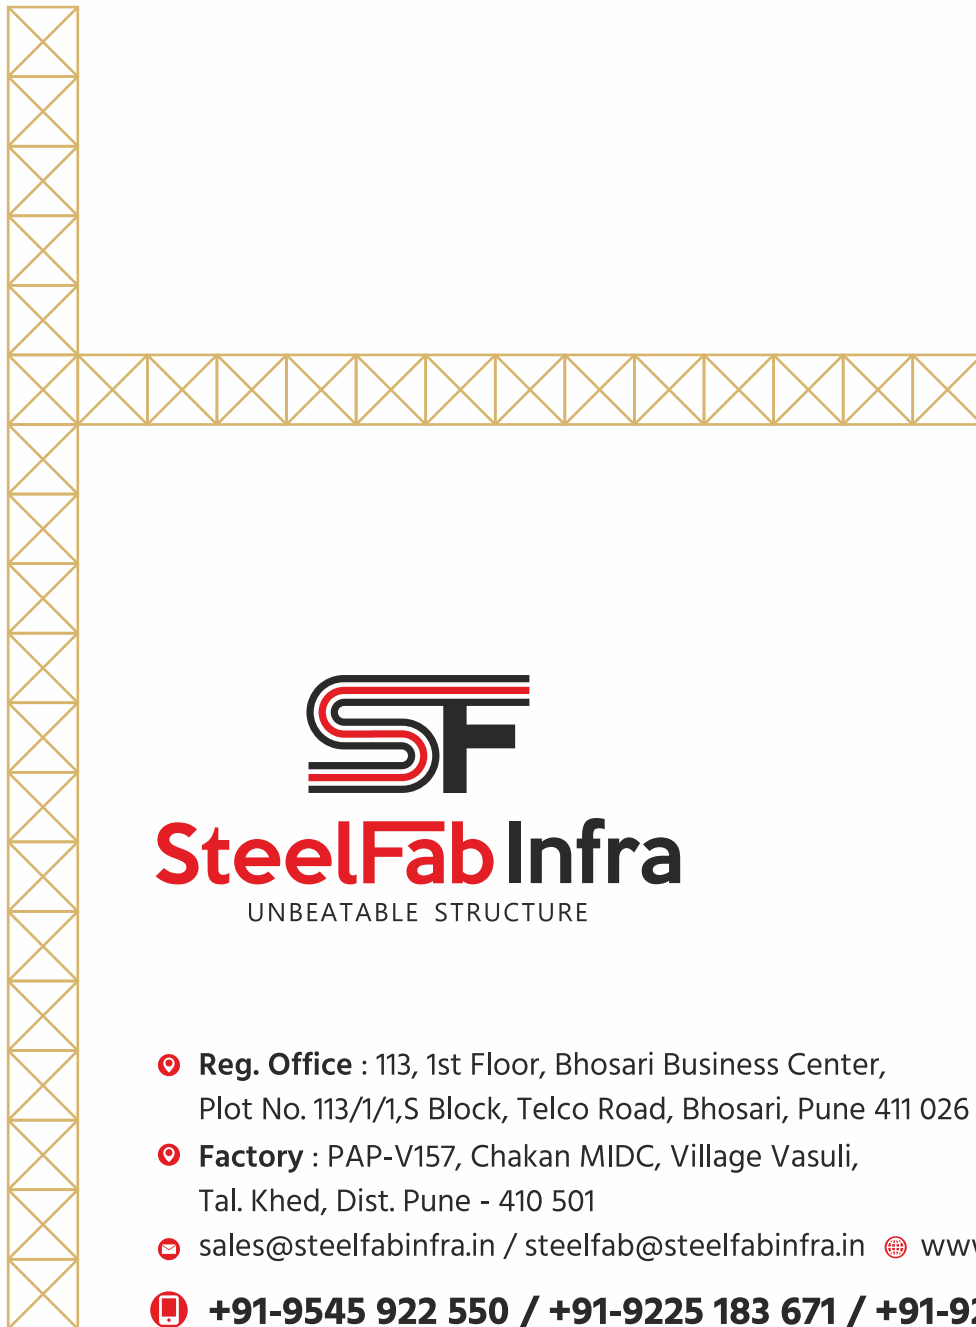 SF
SteelFab Infra
UNBEATABLE STRUCTURE
Reg. Office : 113, 1st Floor, Bhosari Business Center,
Plot No. 113/1/1,S Block, Telco Road, Bhosari, Pune 411 026
Factory : PAP-V157, Chakan MIDC, Village Vasuli,
Tal. Khed, Dist. Pune - 410 501
sales@steelfabinfra.in / steelfab@steelfabinfra.in
+91-9545 922 550 / +91-9225 183 671 /